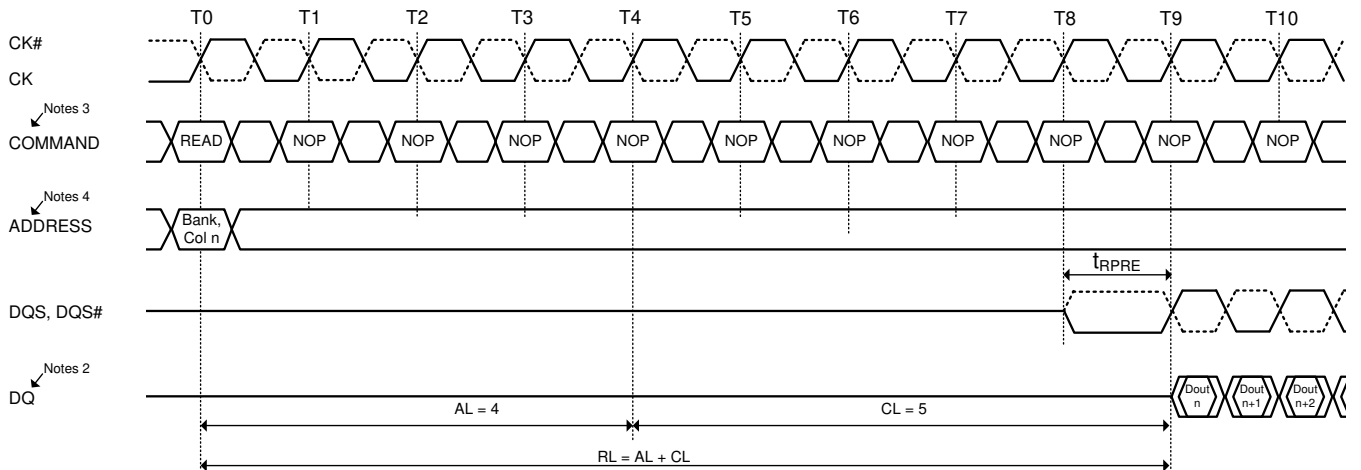 T0 T1 T2 T3 T4 T5 T6 T7 T8 T9 T10
CK#
CK
Notes 3
COMMAND READ NOP NOP NOP NOP NOP NOP NOP NOP NOP NOP
Notes 4
ADDRESS
Bank,
Col n
tRPRE
DQS, DQS#
Notes 2
DQ
Dout Dout Dout
n n+1 n+2
AL = 4 CL = 5
RL = AL + CL